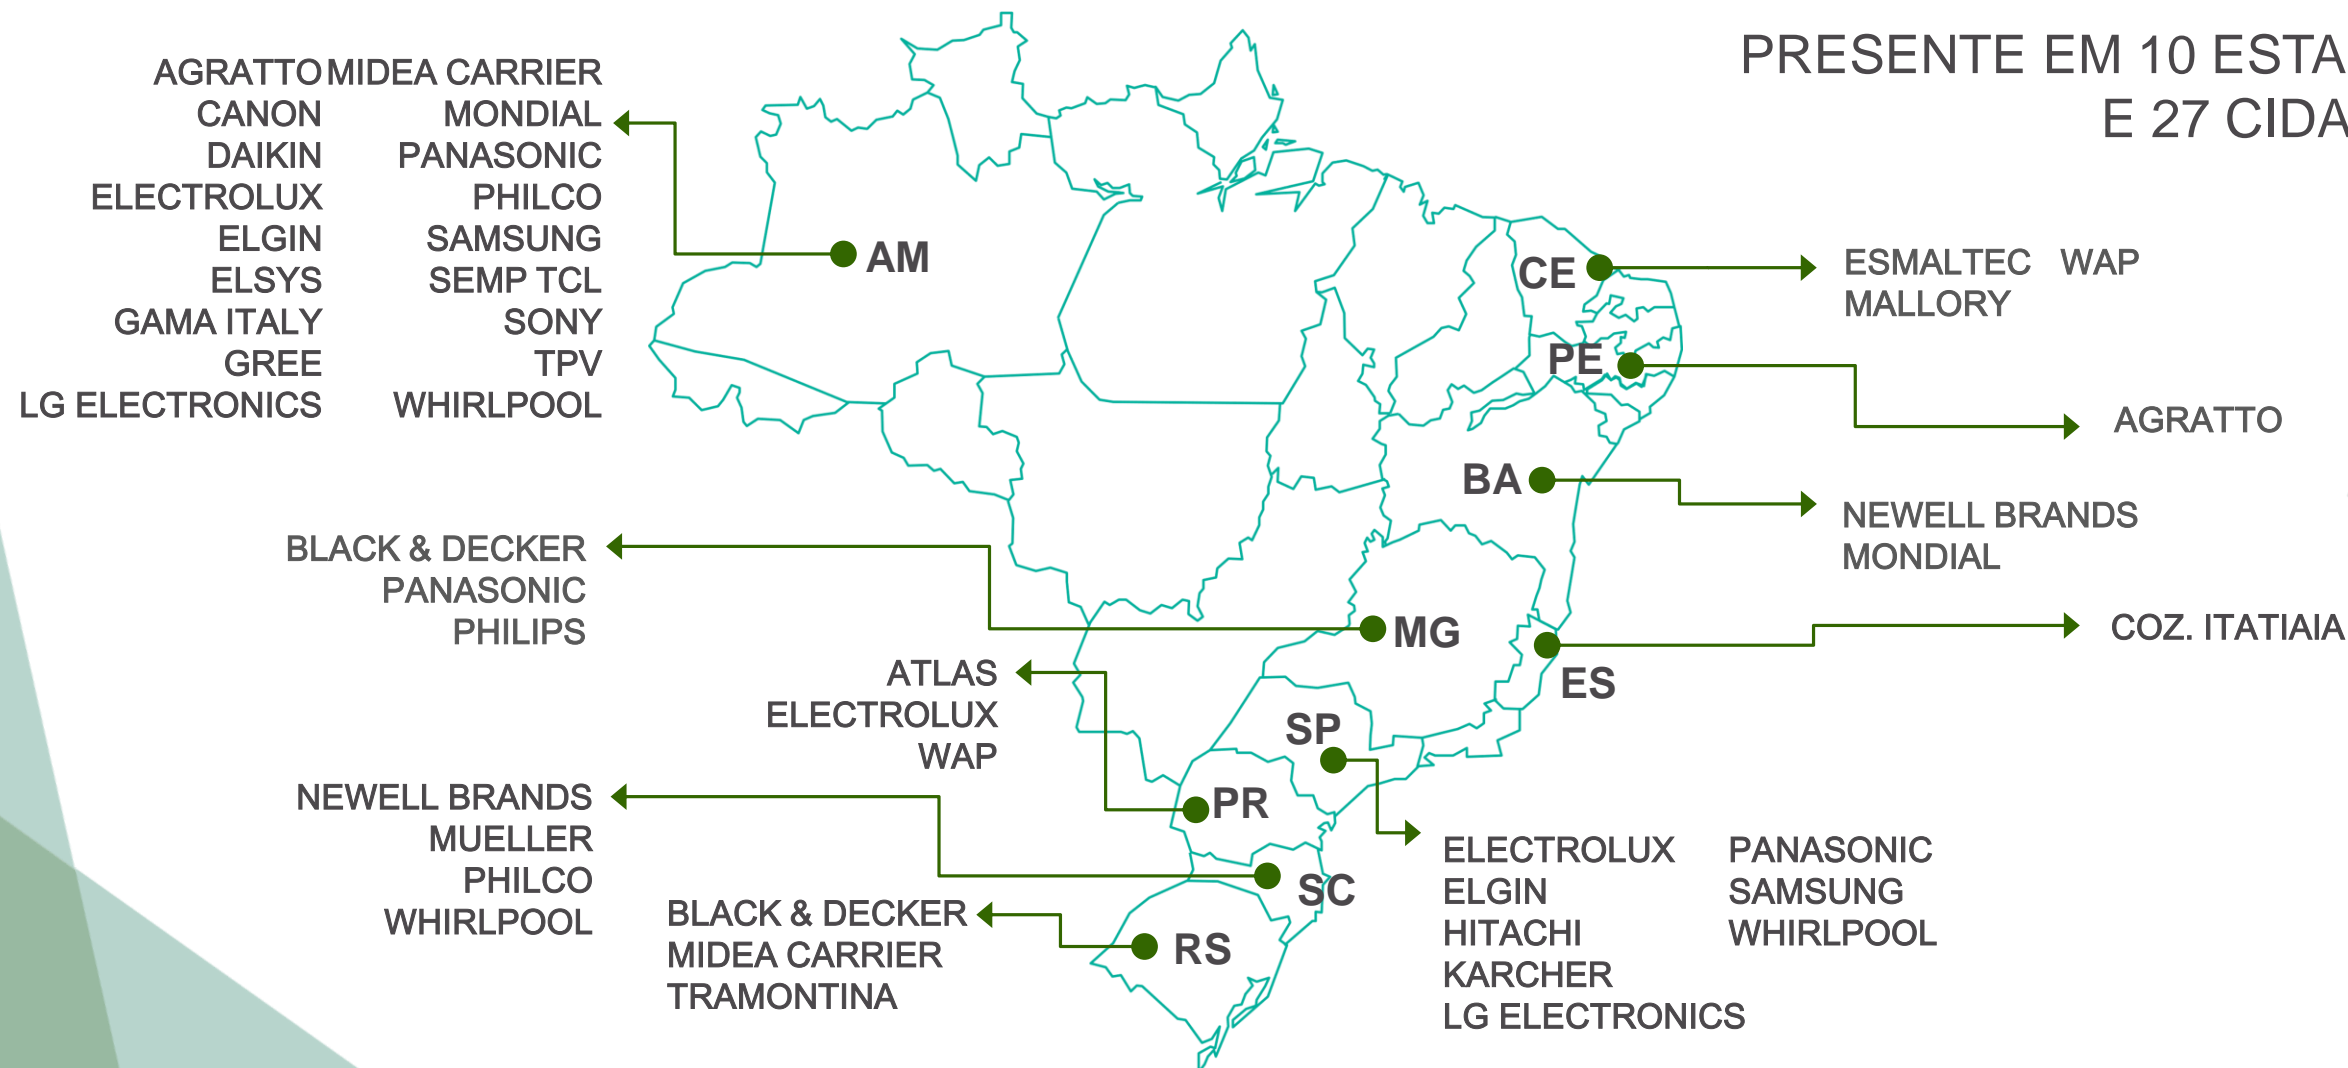 PRESENTE EM 10 ESTA
E 27 CIDA
AGRATTO MIDEA CARRIER
CANON MONDIAL
DAIKIN PANASONIC
ELECTROLUX PHILCO
ELGIN SAMSUNG
ELSYS SEMP TCL
GAMA ITALY SONY
GREE TPV
LG ELECTRONICS WHIRLPOOL
AM
CE
ESMALTEC WAP
MALLORY
PE
AGRATTO
BA
NEWELL BRANDS
MONDIAL
BLACK & DECKER
PANASONIC
PHILIPS
MG
ES
COZ. ITATIAIA
ATLAS
ELECTROLUX
WAP
SP
PR
NEWELL BRANDS
MUELLER
PHILCO
WHIRLPOOL
SC
ELECTROLUX PANASONIC
ELGIN SAMSUNG
HITACHI WHIRLPOOL
KARCHER
LG ELECTRONICS
BLACK & DECKER
MIDEA CARRIER
TRAMONTINA
RS